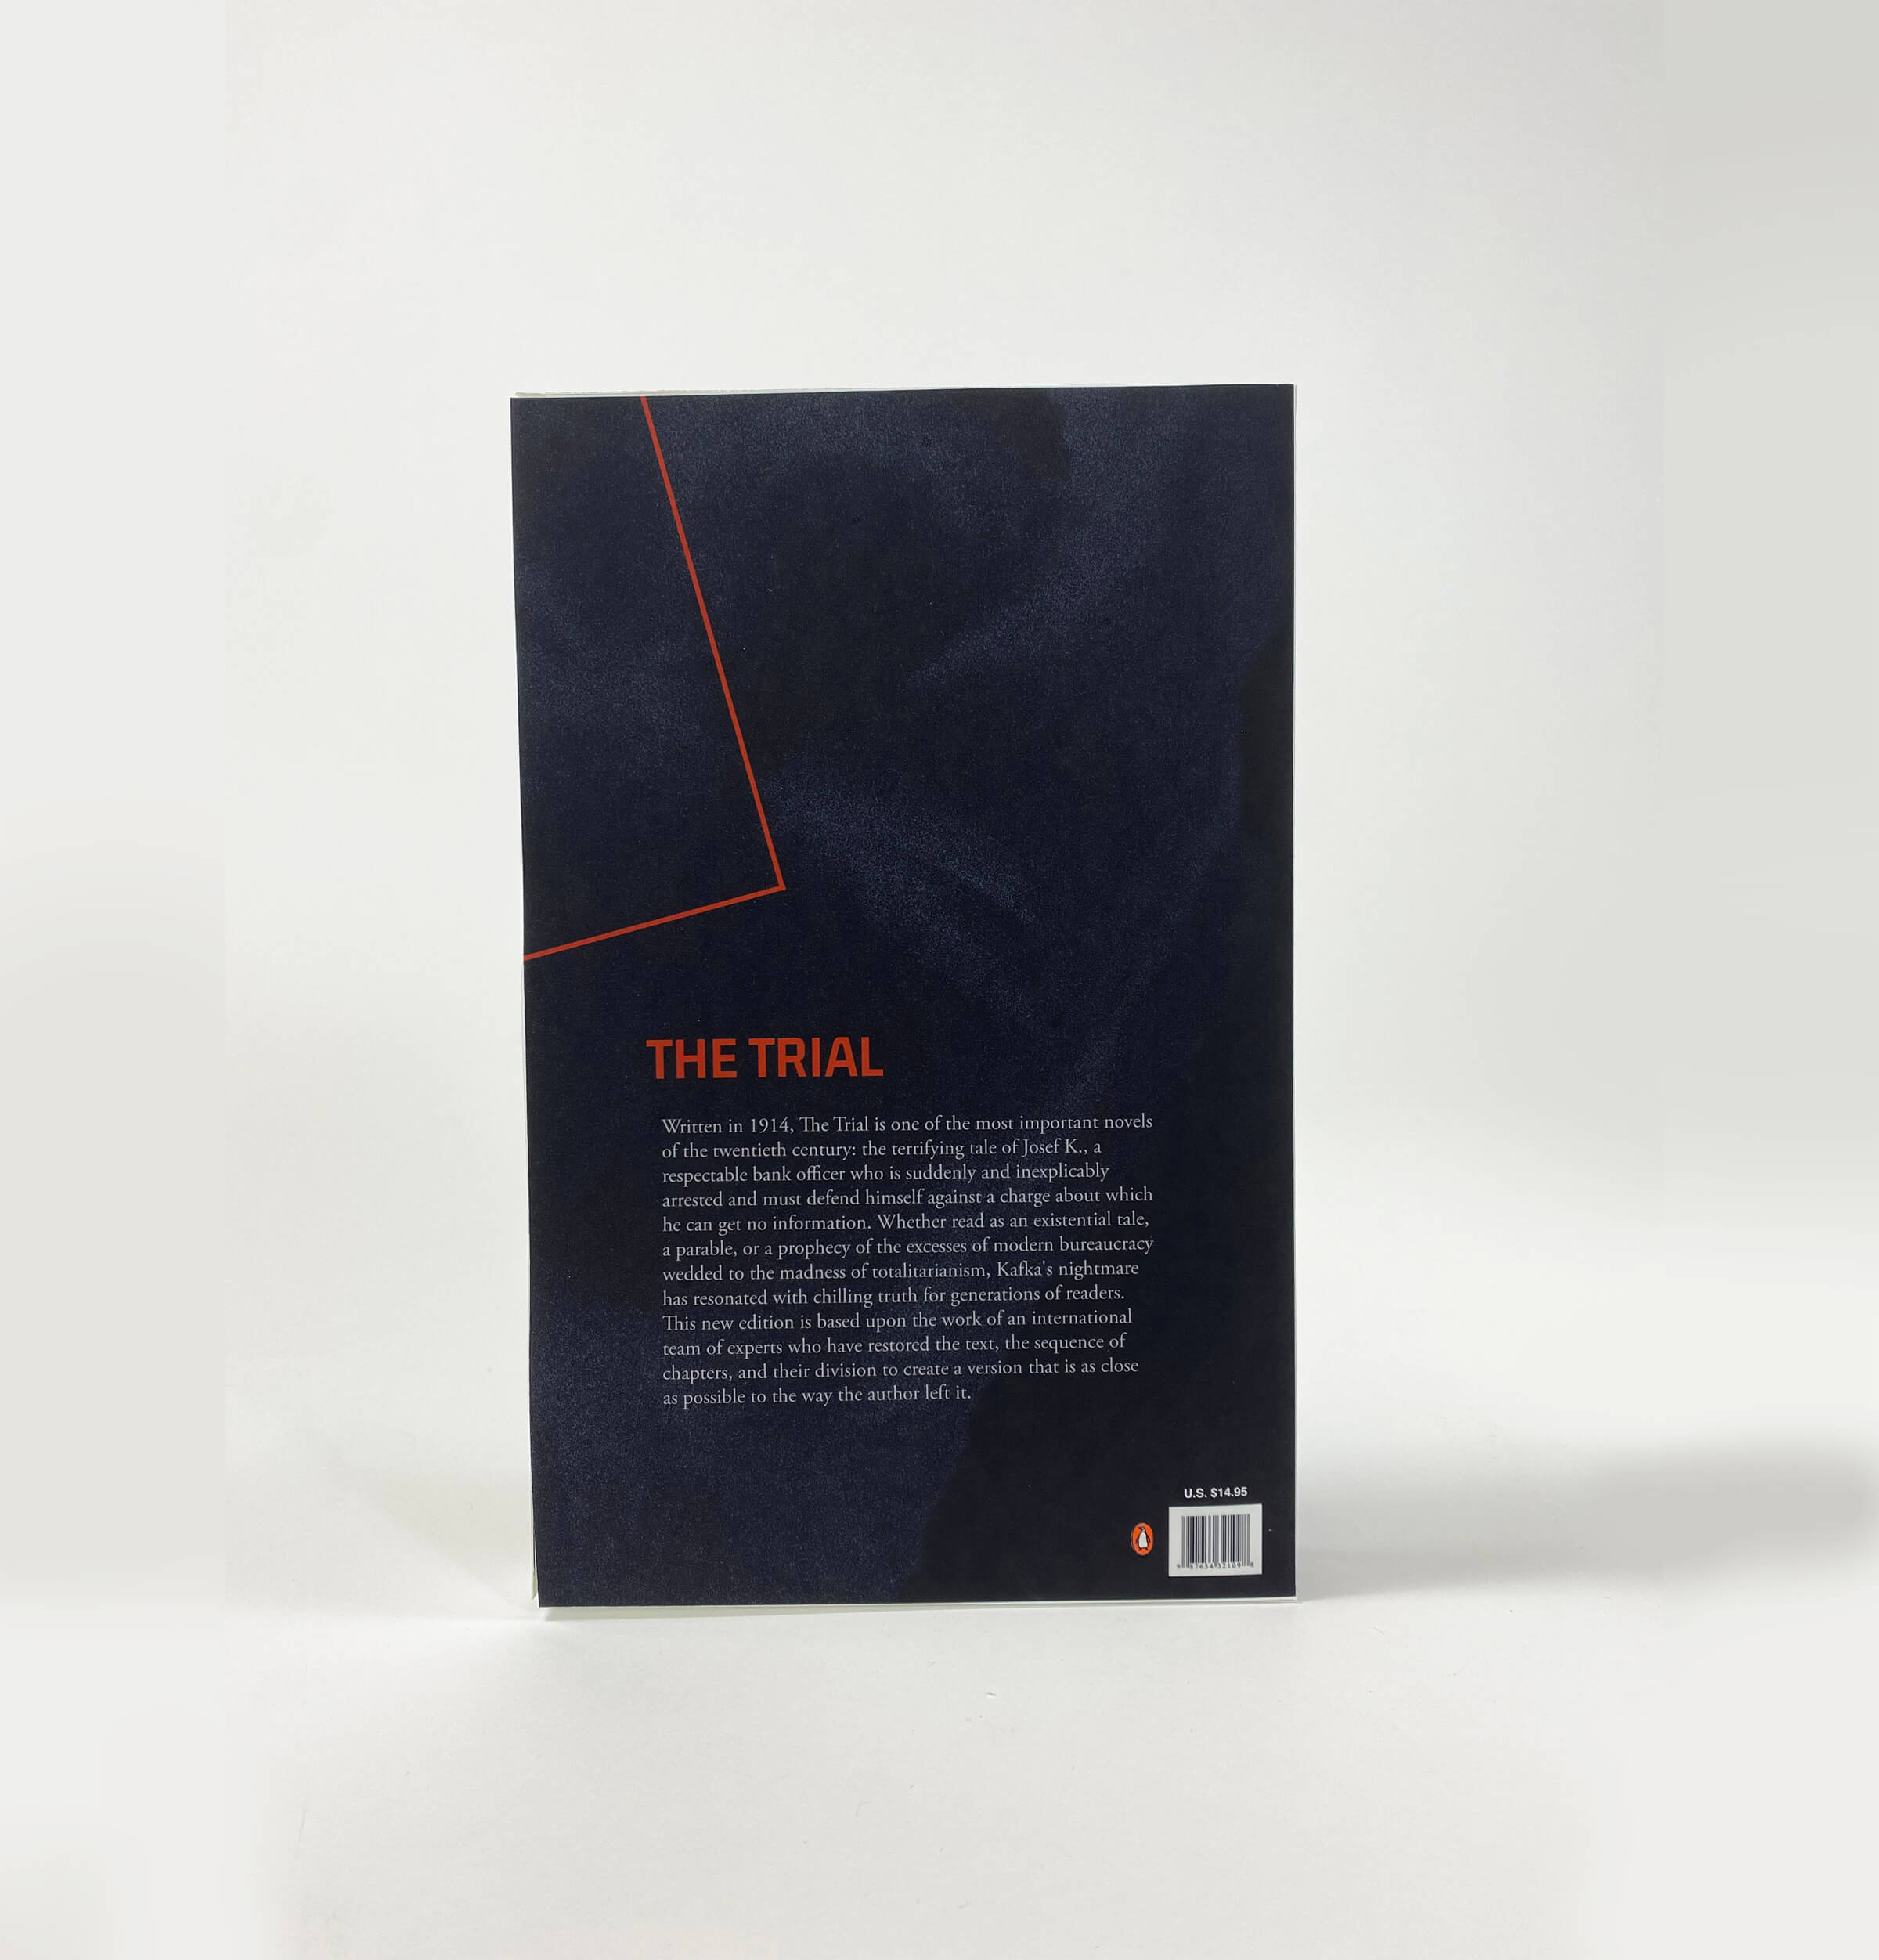 THE TRIAL
Written in 1914, The Trial is one of the most important novels
of the twentieth century: the terrifying tale of Josef K., a
respectable bank officer who is suddenly and inexplicably
arrested and must defend himself against a charge about which
he can get no information. Whether read as an existential tale,
a parable, or a prophecy of the excesses of modern bureaucracy
wedded to the madness of totalitarianism, Kafka's nightmare
has resonated with chilling truth for generations of readers.
This new edition is based upon the work of an international
team of experts who have restored the text, the sequence of
chapters, and their division to create a version that is as close
as possible to the way the author left it.
U.S. $14.95
9 876543 21098